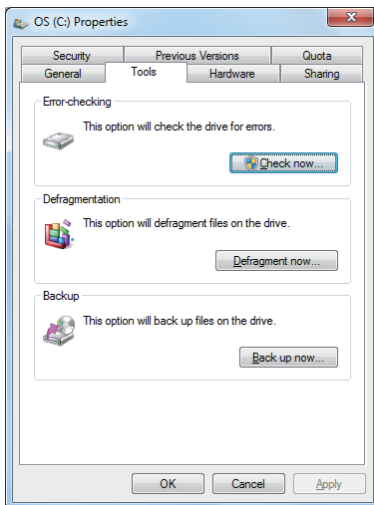 OS (C:) Properties
Security Previous Versions Quota
General Tools Hardware Sharing
Error-checking
This option will check the drive for errors.
Check now...
Defragmentation
This option will defragment files on the drive.
Defragment now...
Backup
This option will back up files on the drive.
Back up now...
OK Cancel Apply